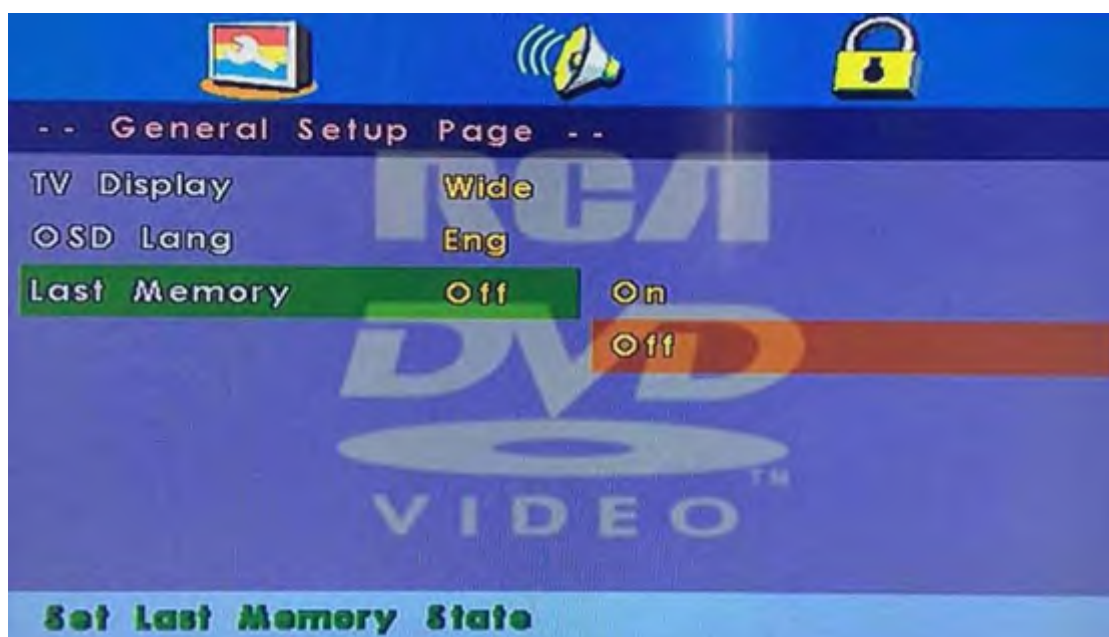 -- General Setup Page --
TV Display Wide
OSD Lang Eng
Last Memory Off On
Off
RCA
DVD
VIDEO TM
Set Last Memory State